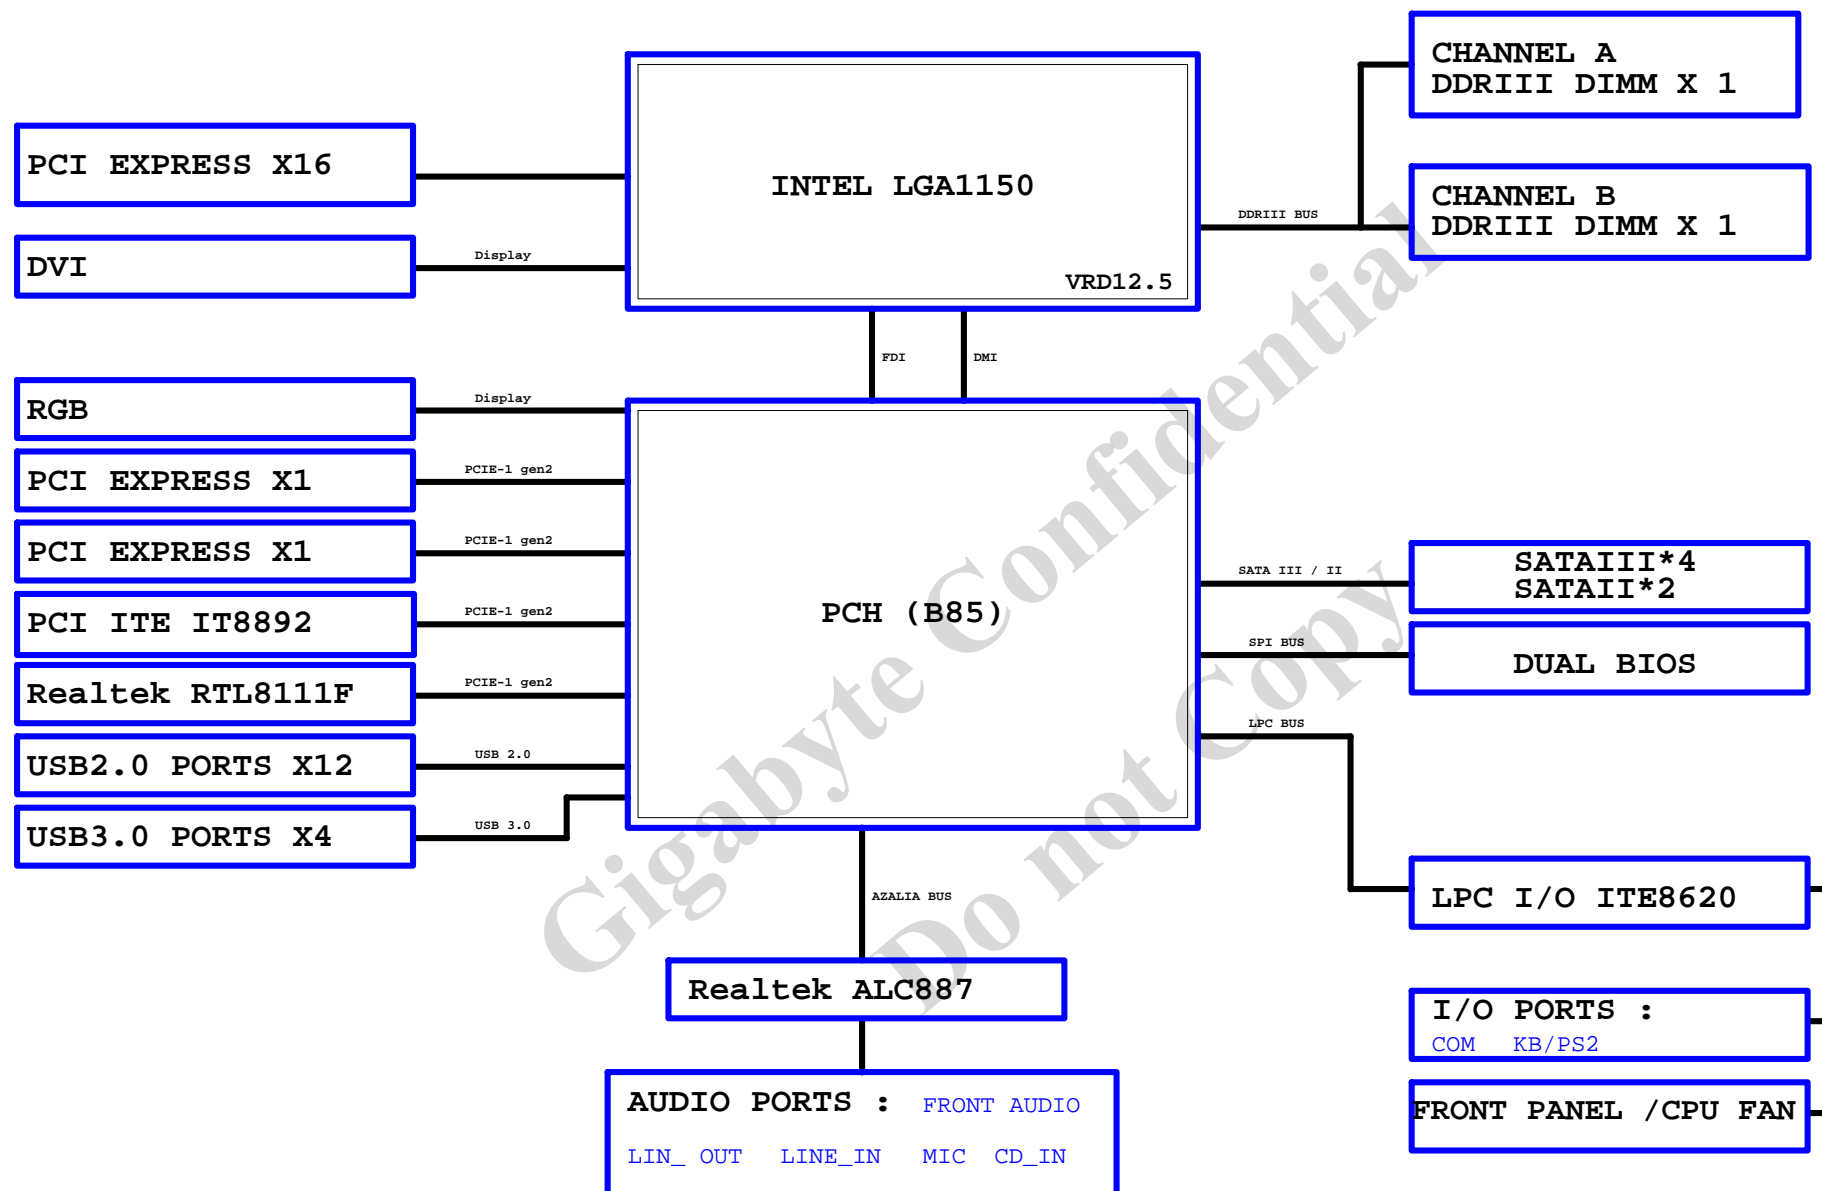 CHANNEL A
DDRIII DIMM X 1
PCI EXPRESS X16
INTEL LGA1150
CHANNEL B
DDRIII DIMM X 1
DDRIII BUS
DVI
Display
VRD12.5
FDI
DMI
RGB
Display
PCI EXPRESS X1
PCIE-1 gen2
PCI EXPRESS X1
PCIE-1 gen2
SATA III / II
SATAIII*4
SATAII*2
PCI ITE IT8892
PCIE-1 gen2
PCH (B85)
SPI BUS
DUAL BIOS
Realtek RTL8111F
PCIE-1 gen2
LPC BUS
USB2.0 PORTS X12
USB 2.0
USB3.0 PORTS X4
USB 3.0
AZALIA BUS
LPC I/O ITE8620
Realtek ALC887
I/O PORTS :
COM KB/PS2
AUDIO PORTS : FRONT AUDIO
LIN_ OUT LINE_IN MIC CD_IN
FRONT PANEL /CPU FAN
Gigabyte Confidential
Do not Copy